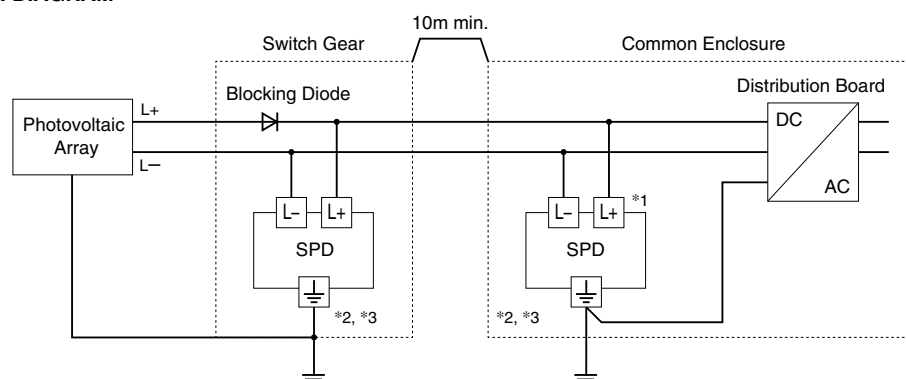 10m min.
Switch Gear
Common Enclosure
Blocking Diode
Distribution Board
L+
Photovoltaic
Array
L−
DC
AC
L−
L+
SPD
*2, *3
L−
L+
*1
SPD
*2, *3